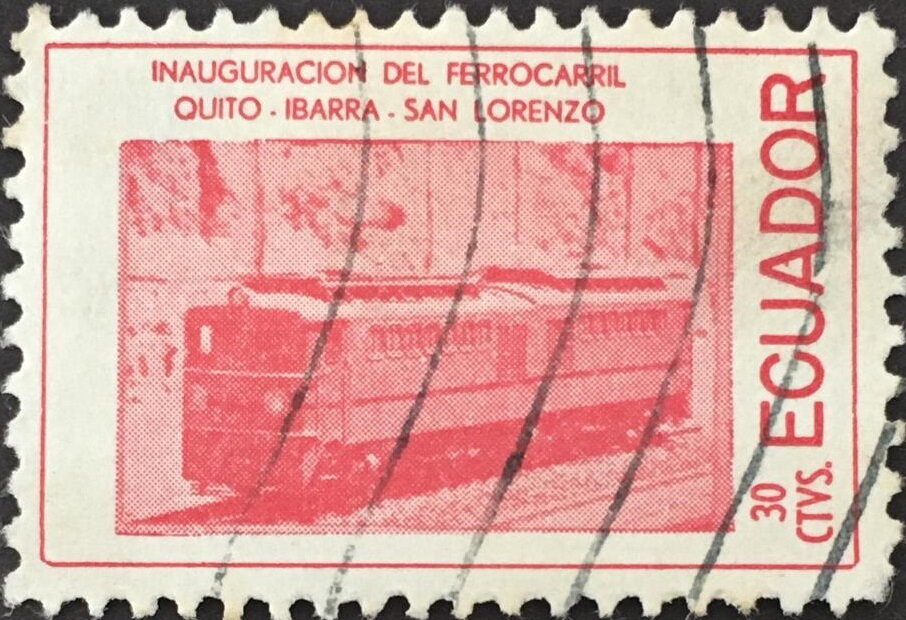 INAUGURACION DEL FERROCARRIL
QUITO - IBARRA - SAN LORENZO
ECUADOR
30
CTVS.